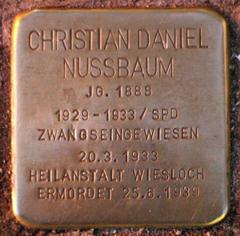 CHRISTIAN DANIEL
NUSSBAUM
JG. 1888
1929 - 1933 / SPD
ZWANGSEINGEWIESEN
20.3.1933
HEILANSTALT WIESLOCH
ERMORDET 25.6.1939